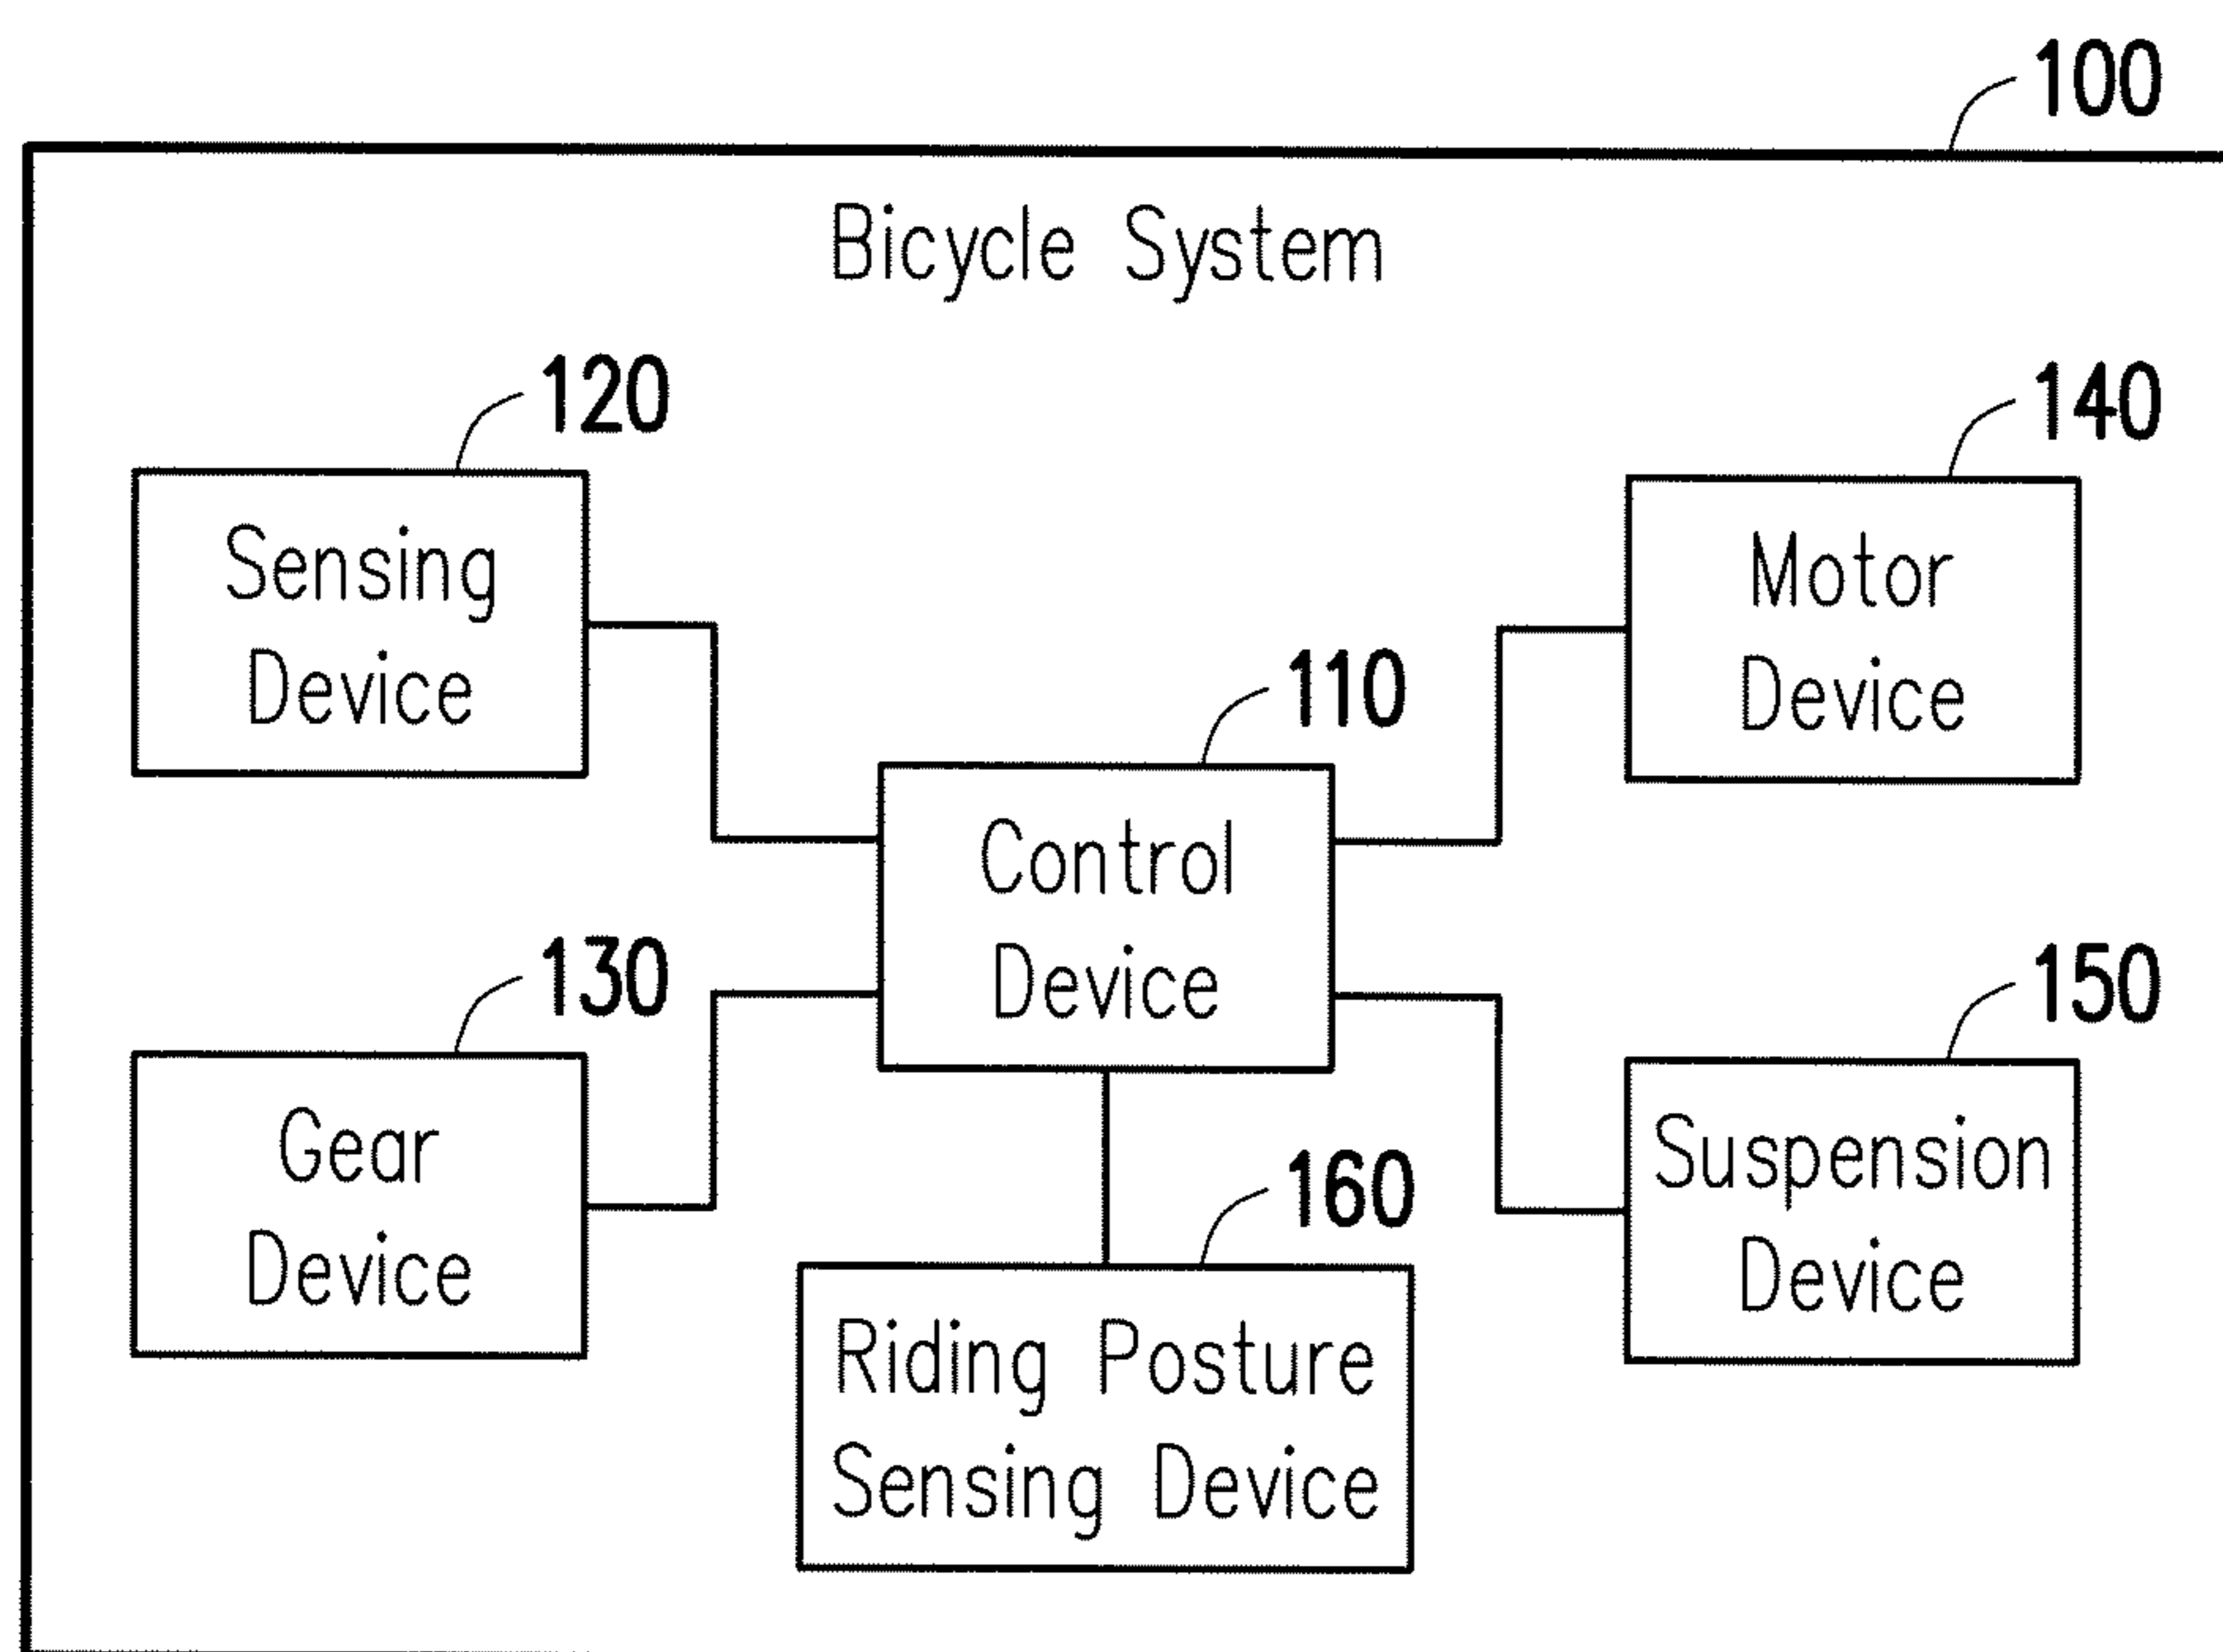 100
Bicycle System
120
140
Sensing
Device
Motor
Device
110
Control
Device
130
150
Gear
Device
Suspension
Device
160
Riding Posture
Sensing Device